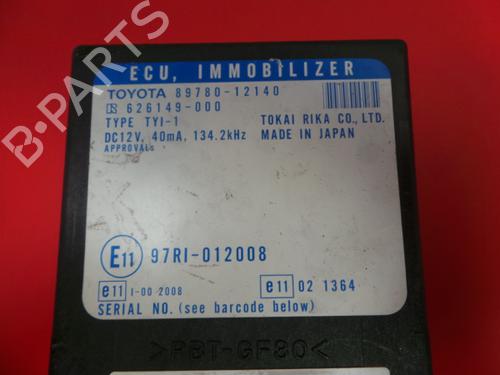 B-PARTS
ECU, IMMOBILIZER
TOYOTA 89780-12140
626149-000
TYPE TYI-1 TOKAI RIKA CO., LTD.
DC12V, 40mA, 134.2kHz MADE IN JAPAN
APPROVALs
E11 97RI-012008
e11 I-00 2008 e11 02 1364
SERIAL NO. (see barcode below)
>PBT-GF30<